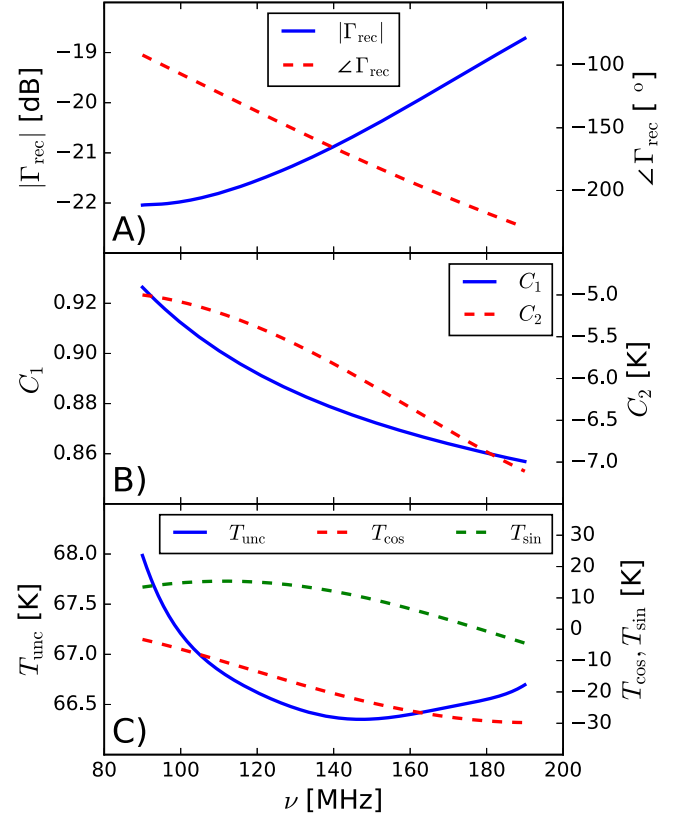 |Γrec|
∠Γrec
−19
−20
−21
−22
|Γrec| [dB]
−100
−150
−200
∠Γrec [ °]
A)
C1
C2
0.92
0.90
0.88
0.86
C1
−5.0
−5.5
−6.0
−6.5
−7.0
C2 [K]
B)
Tunc Tcos Tsin
68.0
67.5
67.0
66.5
Tunc [K]
30
20
10
0
−10
−20
−30
Tcos, Tsin [K]
C)
80 100 120 140 160 180 200
ν [MHz]